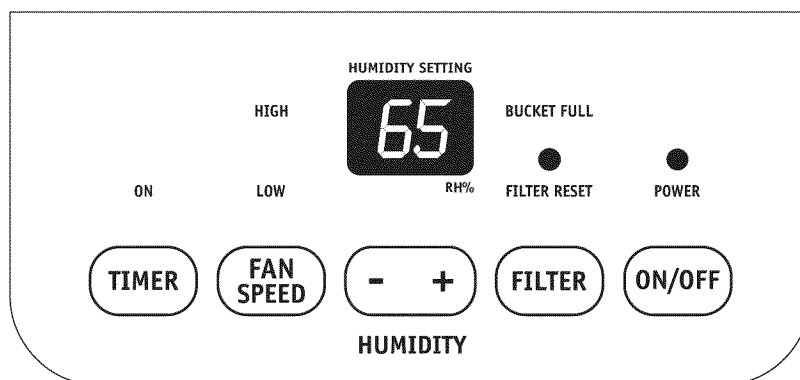 HUMIDITY SETTING
HIGH
65
BUCKET FULL
ON
LOW
RH%
FILTER RESET
POWER
TIMER
FAN
SPEED
- +
FILTER
ON/OFF
HUMIDITY